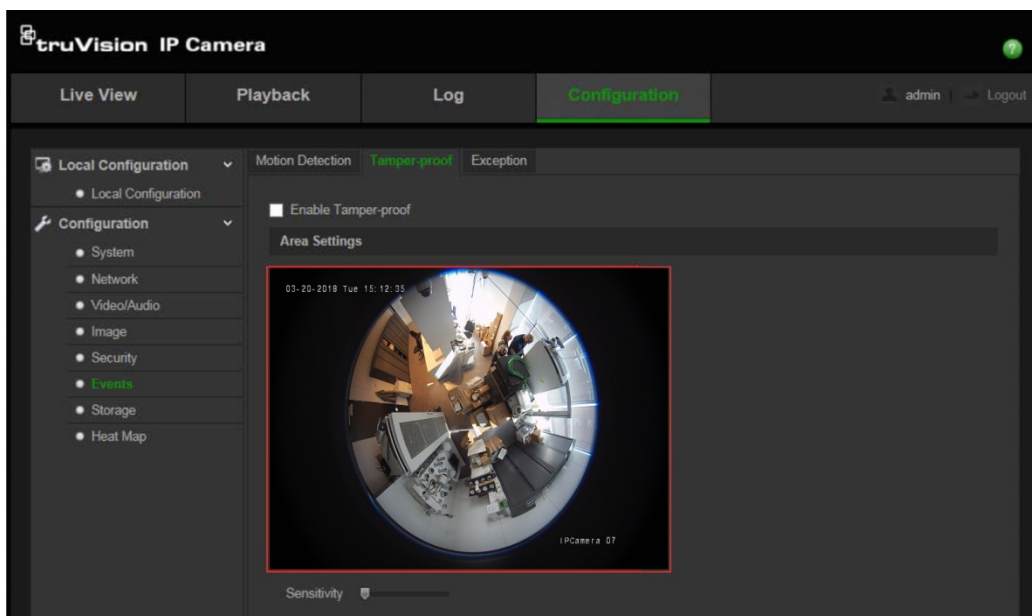 truVision IP Camera
?
Live View Playback Log Configuration admin | Logout
Local Configuration
Local Configuration
Configuration
System
Network
Video/Audio
Image
Security
Events
Storage
Heat Map
Motion Detection Tamper-proof Exception
Enable Tamper-proof
Area Settings
03-20-2018 Tue 15:12:35
IPCamera 07
Sensitivity